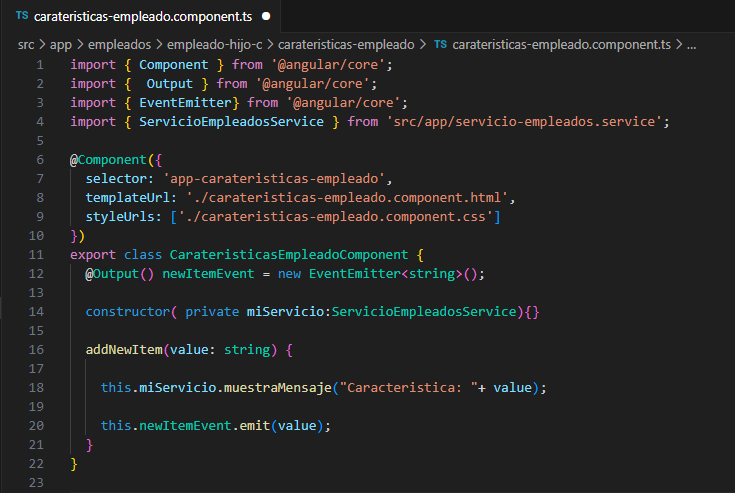 TS carateristicas-empleado.component.ts ●
src > app > empleados > empleado-hijo-c > carateristicas-empleado > TS carateristicas-empleado.component.ts > ...
1 import { Component } from '@angular/core';
2 import {  Output } from '@angular/core';
3 import { EventEmitter} from '@angular/core';
4 import { ServicioEmpleadosService } from 'src/app/servicio-empleados.service';
5
6 @Component({
7   selector: 'app-carateristicas-empleado',
8   templateUrl: './carateristicas-empleado.component.html',
9   styleUrls: ['./carateristicas-empleado.component.css']
10 })
11 export class CarateristicasEmpleadoComponent {
12   @Output() newItemEvent = new EventEmitter<string>();
13
14   constructor( private miServicio:ServicioEmpleadosService){}
15
16   addNewItem(value: string) {
17
18     this.miServicio.muestraMensaje("Caracteristica: "+ value);
19
20     this.newItemEvent.emit(value);
21   }
22 }
23